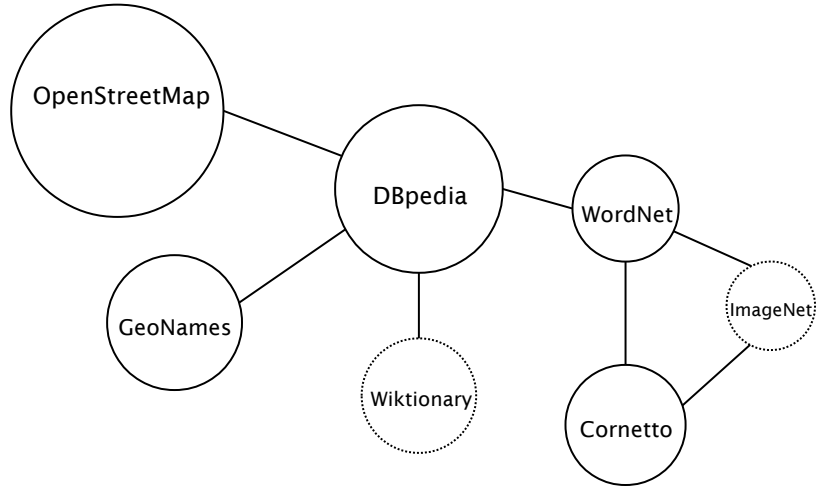 OpenStreetMap
DBpedia
WordNet
ImageNet
GeoNames
Wiktionary
Cornetto